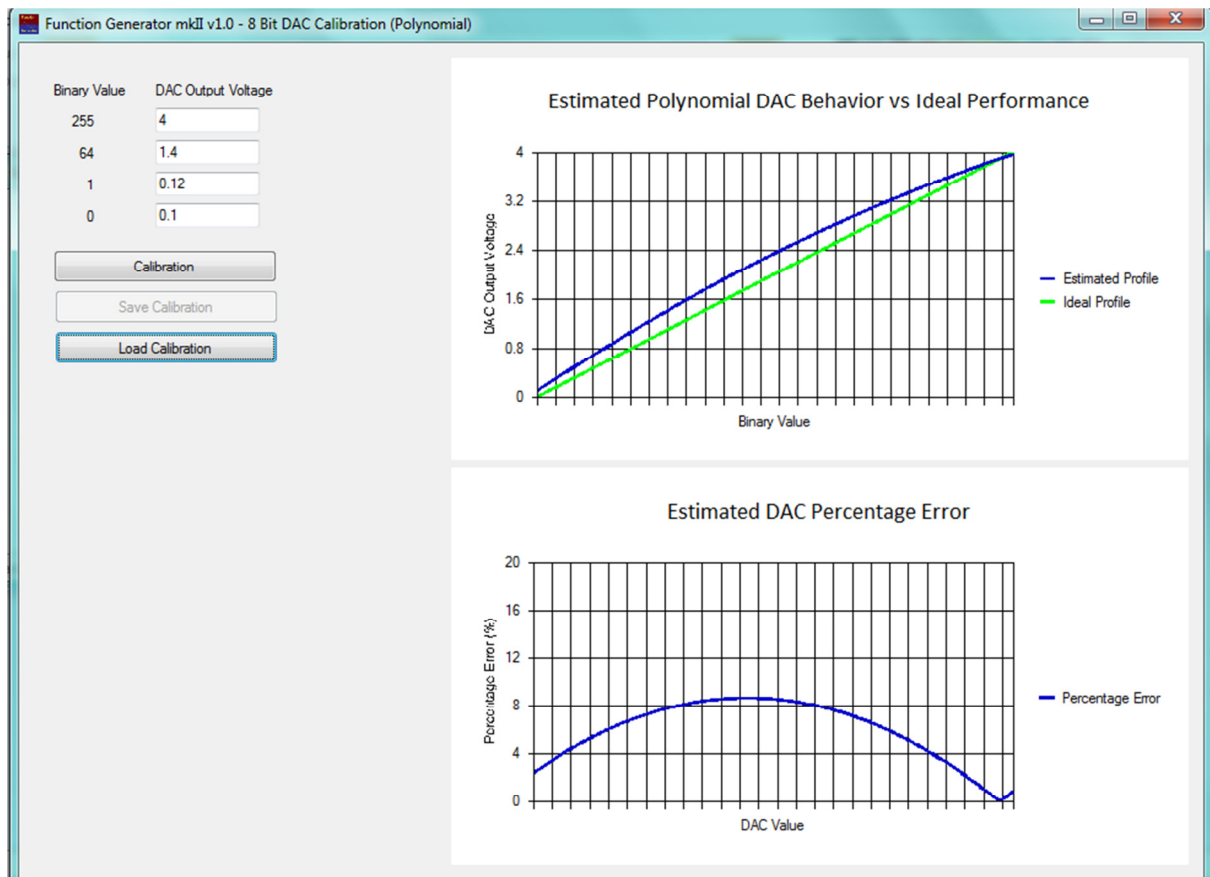 Function Generator mkII v1.0 - 8 Bit DAC Calibration (Polynomial)
Binary Value DAC Output Voltage
255 4
64 1.4
1 0.12
0 0.1
Calibration
Save Calibration
Load Calibration
Estimated Polynomial DAC Behavior vs Ideal Performance
DAC Output Voltage
4
3.2
2.4
1.6
0.8
0
Binary Value
Estimated Profile
Ideal Profile
Estimated DAC Percentage Error
Porcentage Error (%)
20
16
12
8
4
0
DAC Value
Percentage Error